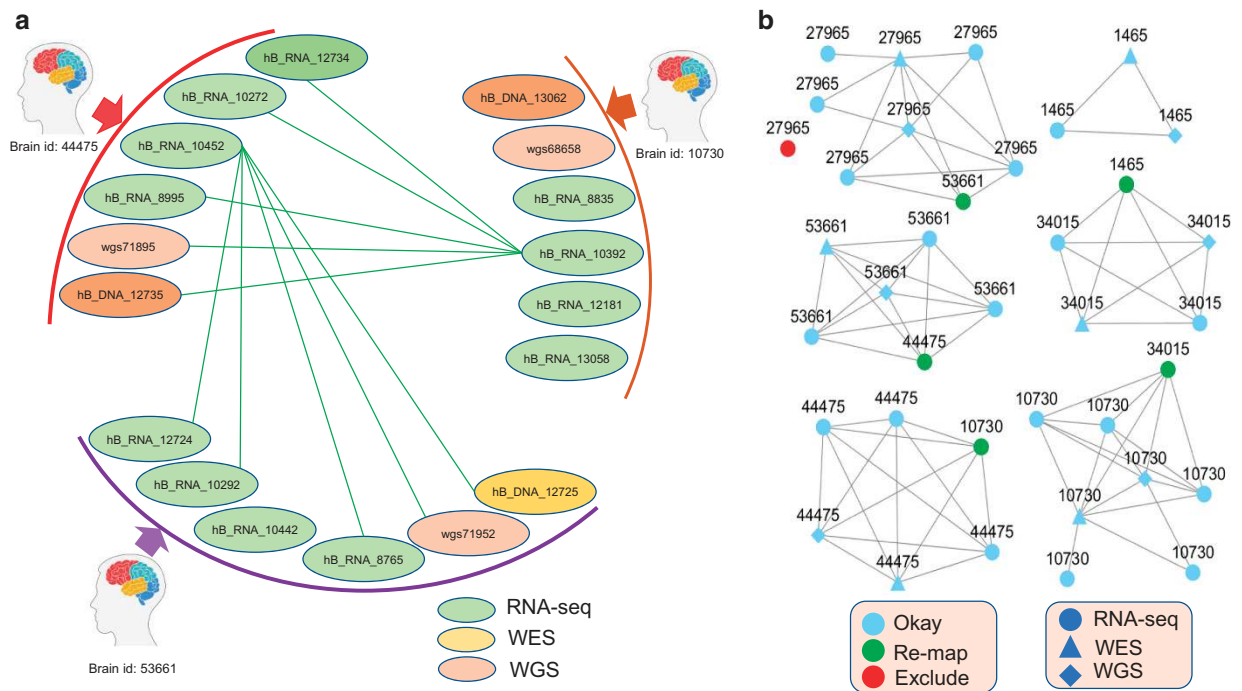 a
hB_RNA_12734
hB_RNA_10272
hB_RNA_10452
hB_RNA_8995
wgs71895
hB_DNA_12735
Brain id: 44475
hB_DNA_13062
wgs68658
hB_RNA_8835
hB_RNA_10392
hB_RNA_12181
hB_RNA_13058
Brain id: 10730
hB_RNA_12724
hB_RNA_10292
hB_RNA_10442
hB_RNA_8765
wgs71952
hB_DNA_12725
Brain id: 53661
RNA-seq
WES
WGS
b
27965
27965
27965
27965
27965
27965
27965
27965
53661
1465
1465
1465
53661
53661
53661
53661
53661
44475
1465
34015
34015
34015
34015
44475
44475
10730
44475
44475
44475
34015
10730
10730
10730
10730
10730
10730
10730
Okay
Re-map
Exclude
RNA-seq
WES
WGS